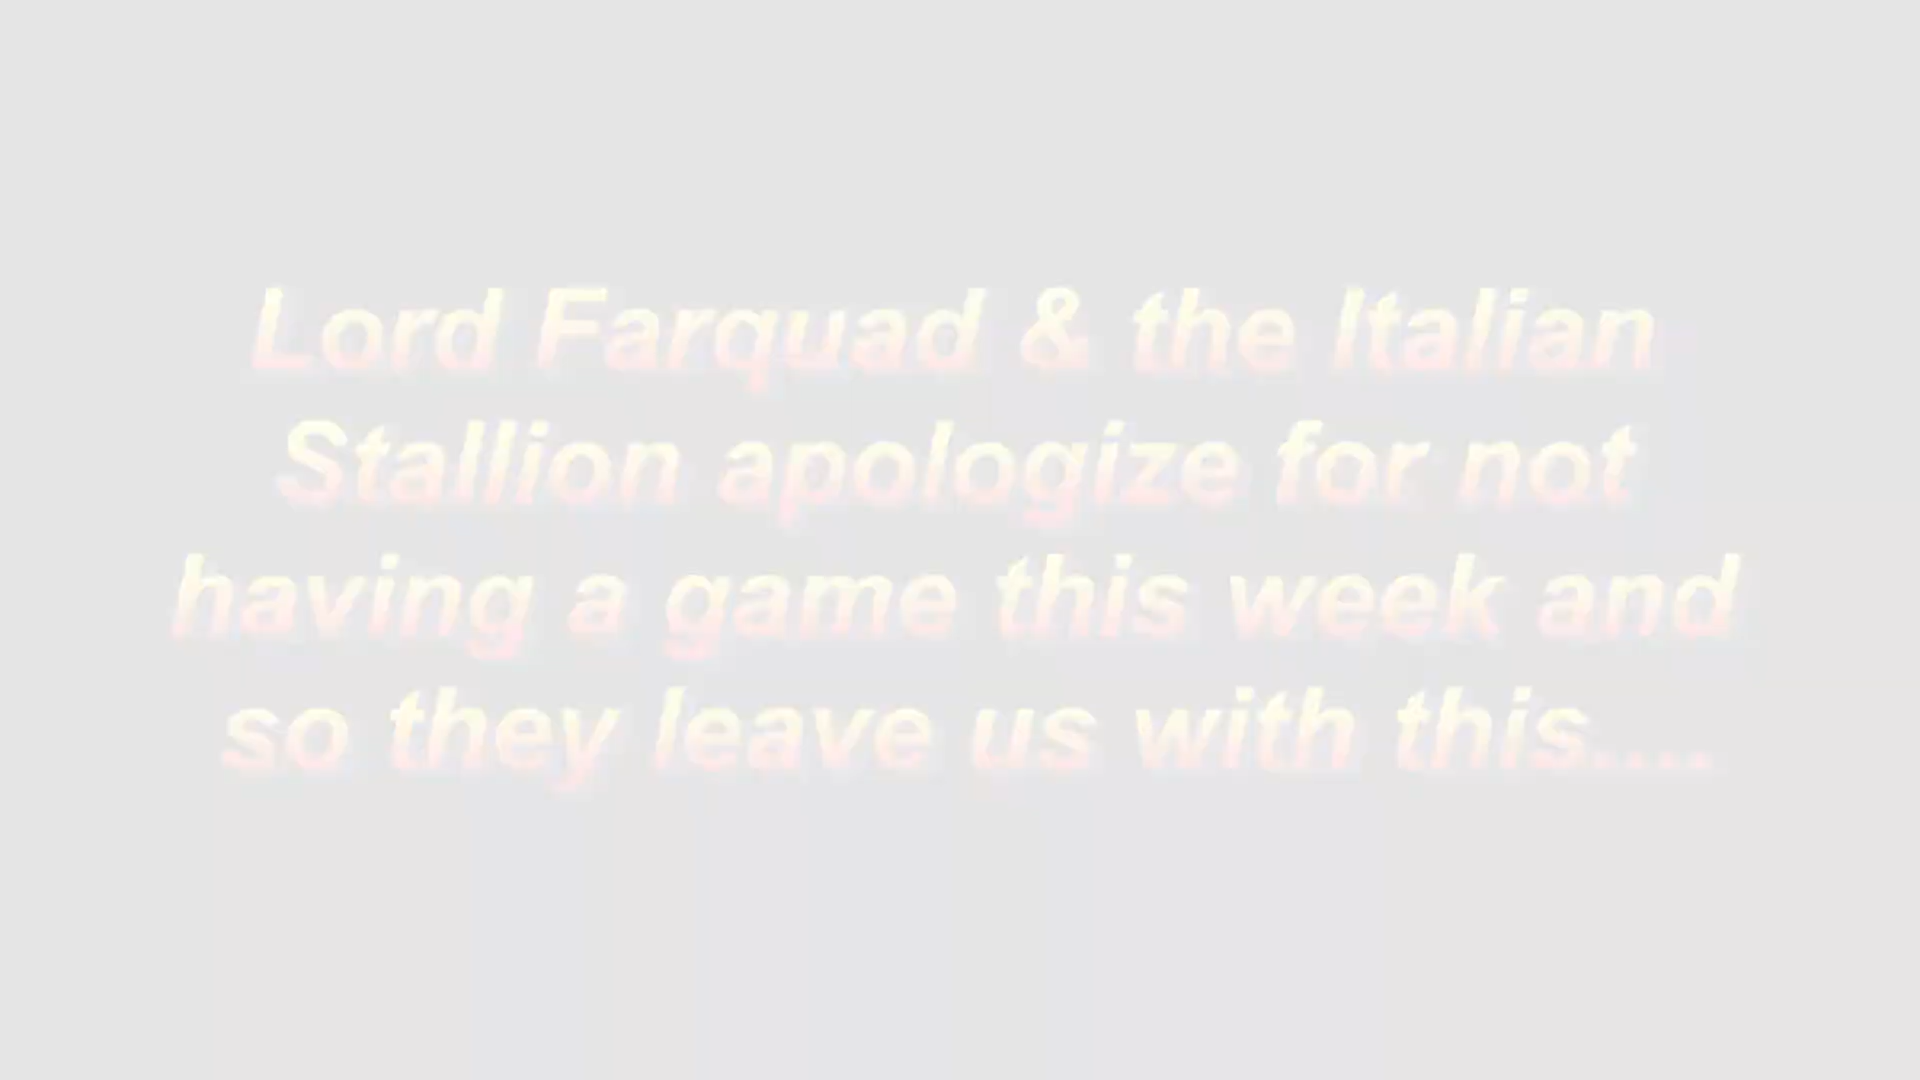 Lord Farquad & the Italian
Stallion apologize for not
having a game this week and
so they leave us with this....